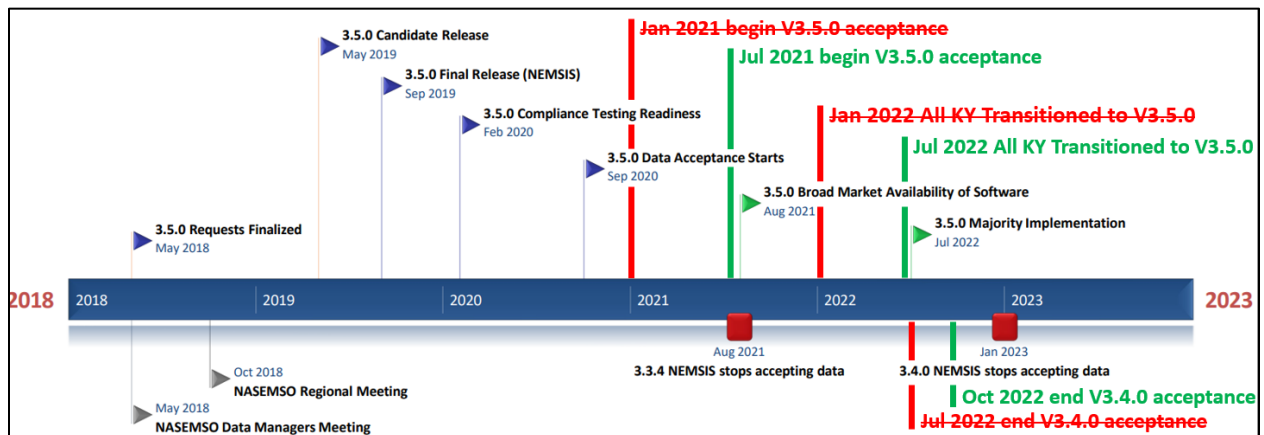 Jan 2021 begin V3.5.0 acceptance
3.5.0 Candidate Release
May 2019
Jul 2021 begin V3.5.0 acceptance
3.5.0 Final Release (NEMSIS)
Sep 2019
3.5.0 Compliance Testing Readiness
Feb 2020
Jan 2022 All KY Transitioned to V3.5.0
Jul 2022 All KY Transitioned to V3.5.0
3.5.0 Data Acceptance Starts
Sep 2020
3.5.0 Broad Market Availability of Software
Aug 2021
3.5.0 Requests Finalized
May 2018
3.5.0 Majority Implementation
Jul 2022
2018
2018
2019
2020
2021
2022
2023
2023
Aug 2021
3.3.4 NEMSIS stops accepting data
Jan 2023
3.4.0 NEMSIS stops accepting data
Oct 2018
NASEMSO Regional Meeting
Oct 2022 end V3.4.0 acceptance
May 2018
NASEMSO Data Managers Meeting
Jul 2022 end V3.4.0 acceptance